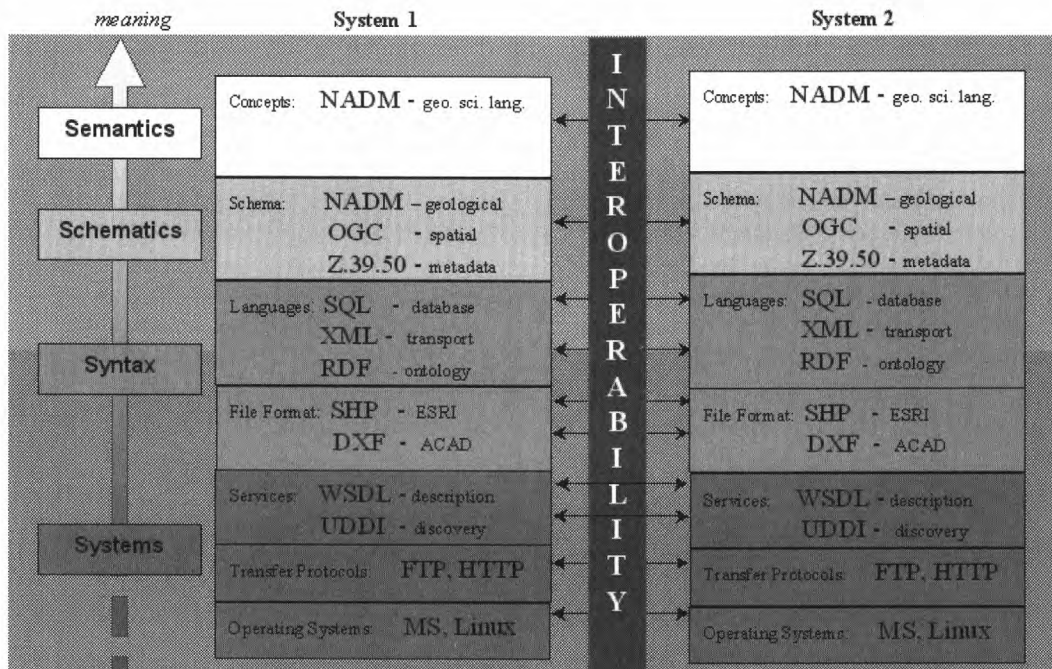 meaning
System 1
System 2
Semantics
Schematics
Syntax
Systems
Concepts: NADM - geo. sci. lang.
Schema: NADM – geological
OGC - spatial
Z.39.50 - metadata
Languages: SQL - database
XML - transport
RDF - ontology
File Format: SHP - ESRI
DXF - ACAD
Services: WSDL - description
UDDI - discovery
Transfer Protocols: FTP, HTTP
Operating Systems: MS, Linux
INTEROPERABILITY
Concepts: NADM - geo. sci. lang.
Schema: NADM – geological
OGC - spatial
Z.39.50 - metadata
Languages: SQL - database
XML - transport
RDF - ontology
File Format: SHP - ESRI
DXF - ACAD
Services: WSDL - description
UDDI - discovery
Transfer Protocols: FTP, HTTP
Operating Systems: MS, Linux